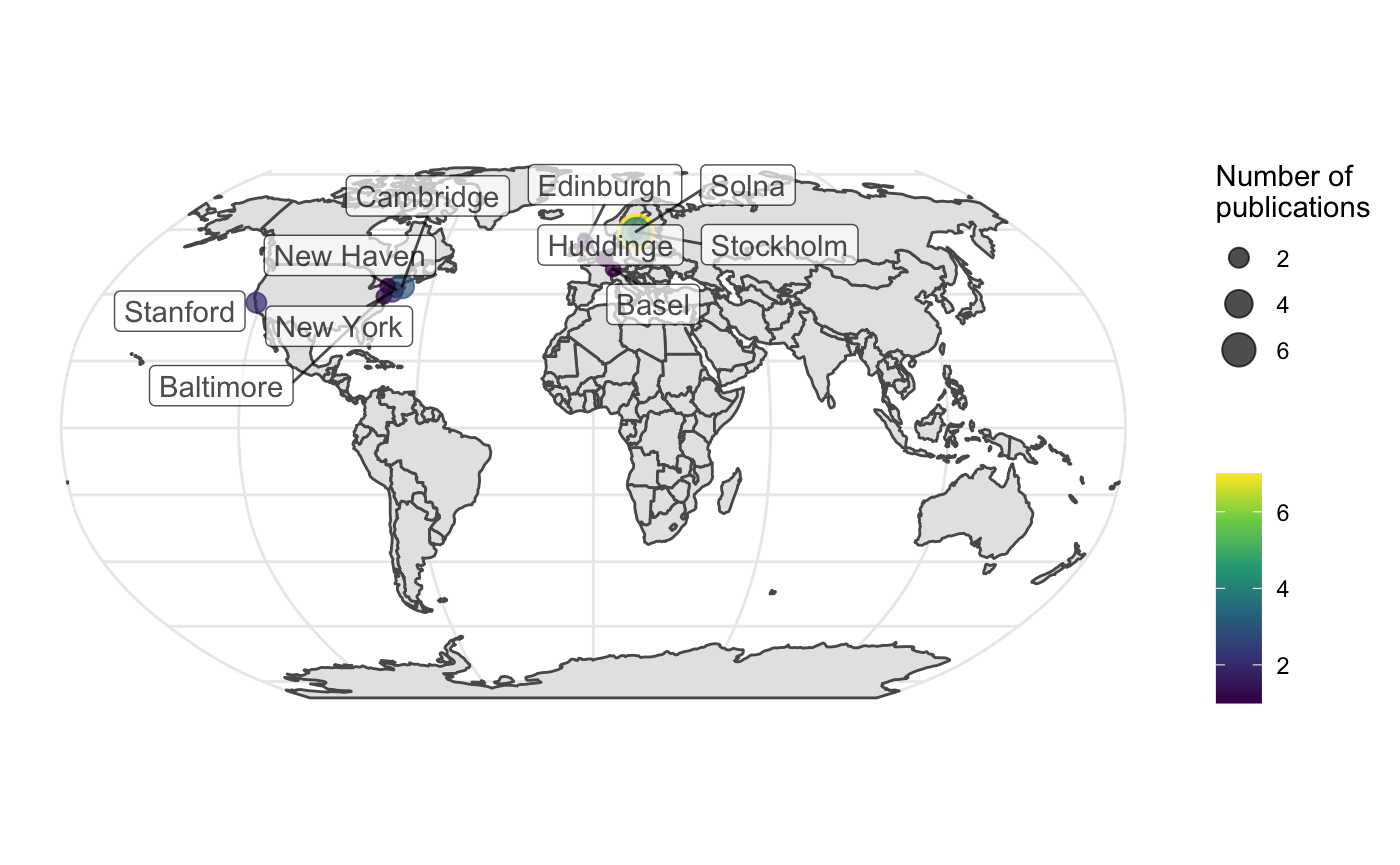 Cambridge
Edinburgh
Solna
New Haven
Huddinge
Stockholm
Stanford
New York
Basel
Baltimore
Number of
publications
2
4
6
6
4
2